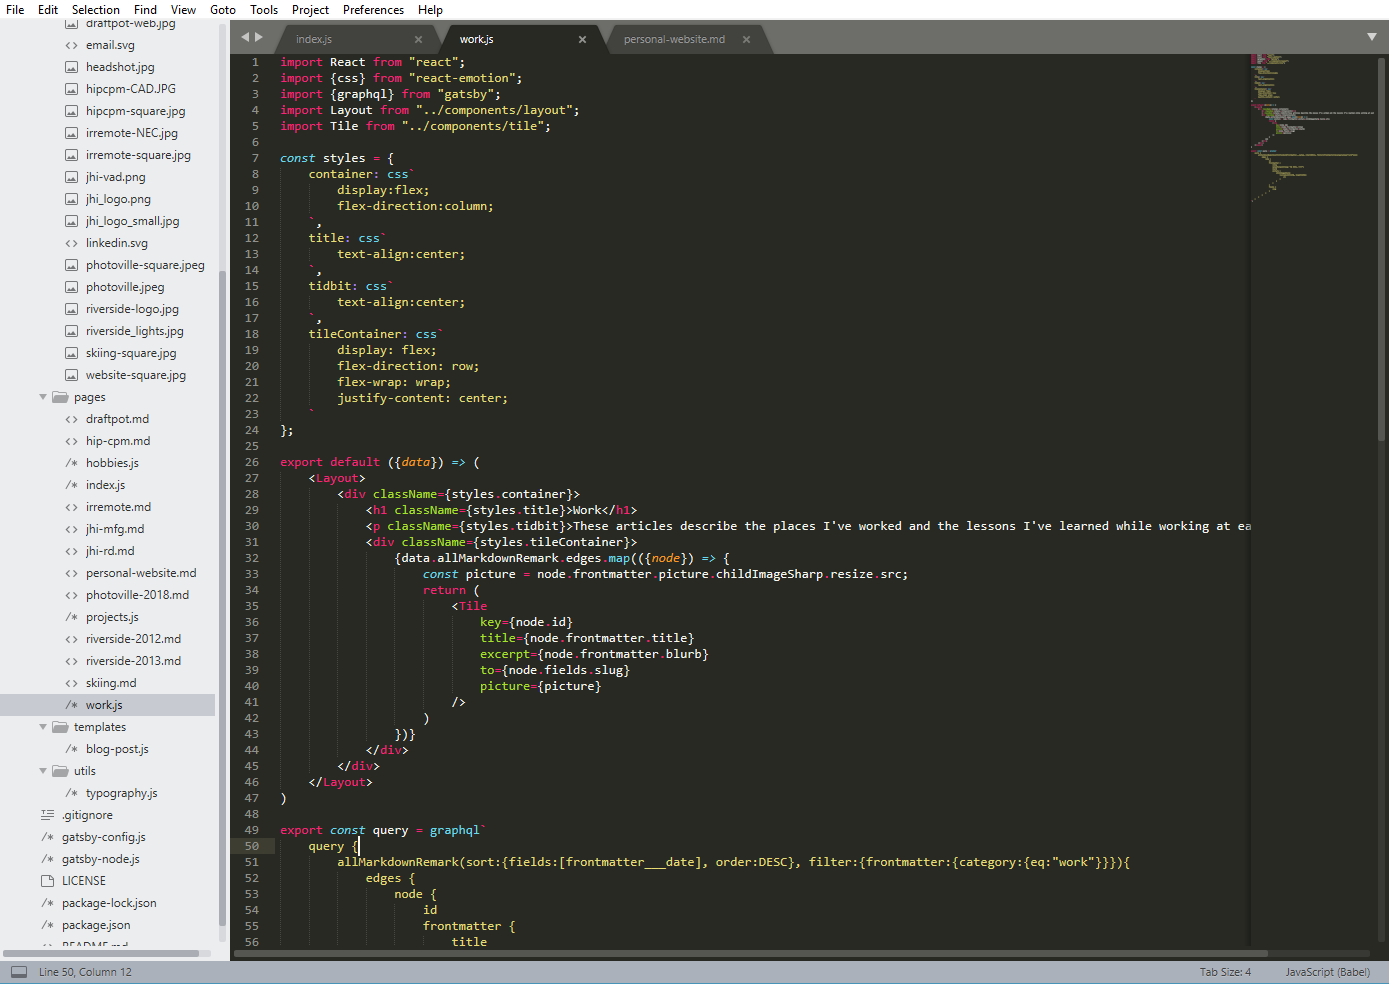 File Edit Selection Find View Goto Tools Project Preferences Help
draftpot-web.jpg
email.svg
headshot.jpg
hipcpm-CAD.JPG
hipcpm-square.jpg
irremote-NEC.jpg
irremote-square.jpg
jhi-vad.png
jhi_logo.png
jhi_logo_small.jpg
linkedin.svg
photoville-square.jpeg
photoville.jpeg
riverside-logo.jpg
riverside_lights.jpg
skiing-square.jpg
website-square.jpg
pages
draftpot.md
hip-cpm.md
hobbies.js
index.js
irremote.md
jhi-mfg.md
jhi-rd.md
personal-website.md
photoville-2018.md
projects.js
riverside-2012.md
riverside-2013.md
skiing.md
work.js
templates
blog-post.js
utils
typography.js
.gitignore
gatsby-config.js
gatsby-node.js
LICENSE
package-lock.json
package.json
README.md
index.js × work.js × personal-website.md ×
1 import React from "react";
2 import {css} from "react-emotion";
3 import {graphql} from "gatsby";
4 import Layout from "../components/layout";
5 import Tile from "../components/tile";
6
7 const styles = {
8 container: css`
9 display:flex;
10 flex-direction:column;
11 `,
12 title: css`
13 text-align:center;
14 `,
15 tidbit: css`
16 text-align:center;
17 `,
18 tileContainer: css`
19 display: flex;
20 flex-direction: row;
21 flex-wrap: wrap;
22 justify-content: center;
23 `
24 };
25
26 export default ({data}) => (
27 <Layout>
28 <div className={styles.container}>
29 <h1 className={styles.title}>Work</h1>
30 <p className={styles.tidbit}>These articles describe the places I've worked and the lessons I've learned while working at ea
31 <div className={styles.tileContainer}>
32 {data.allMarkdownRemark.edges.map(({node}) => {
33 const picture = node.frontmatter.picture.childImageSharp.resize.src;
34 return (
35 <Tile
36 key={node.id}
37 title={node.frontmatter.title}
38 excerpt={node.frontmatter.blurb}
39 to={node.fields.slug}
40 picture={picture}
41 />
42 )
43 })}
44 </div>
45 </div>
46 </Layout>
47 )
48
49 export const query = graphql`
50 query {
51 allMarkdownRemark(sort:{fields:[frontmatter___date], order:DESC}, filter:{frontmatter:{category:{eq:"work"}}}){
52 edges {
53 node {
54 id
55 frontmatter {
56 title
Line 50, Column 12 Tab Size: 4 JavaScript (Babel)